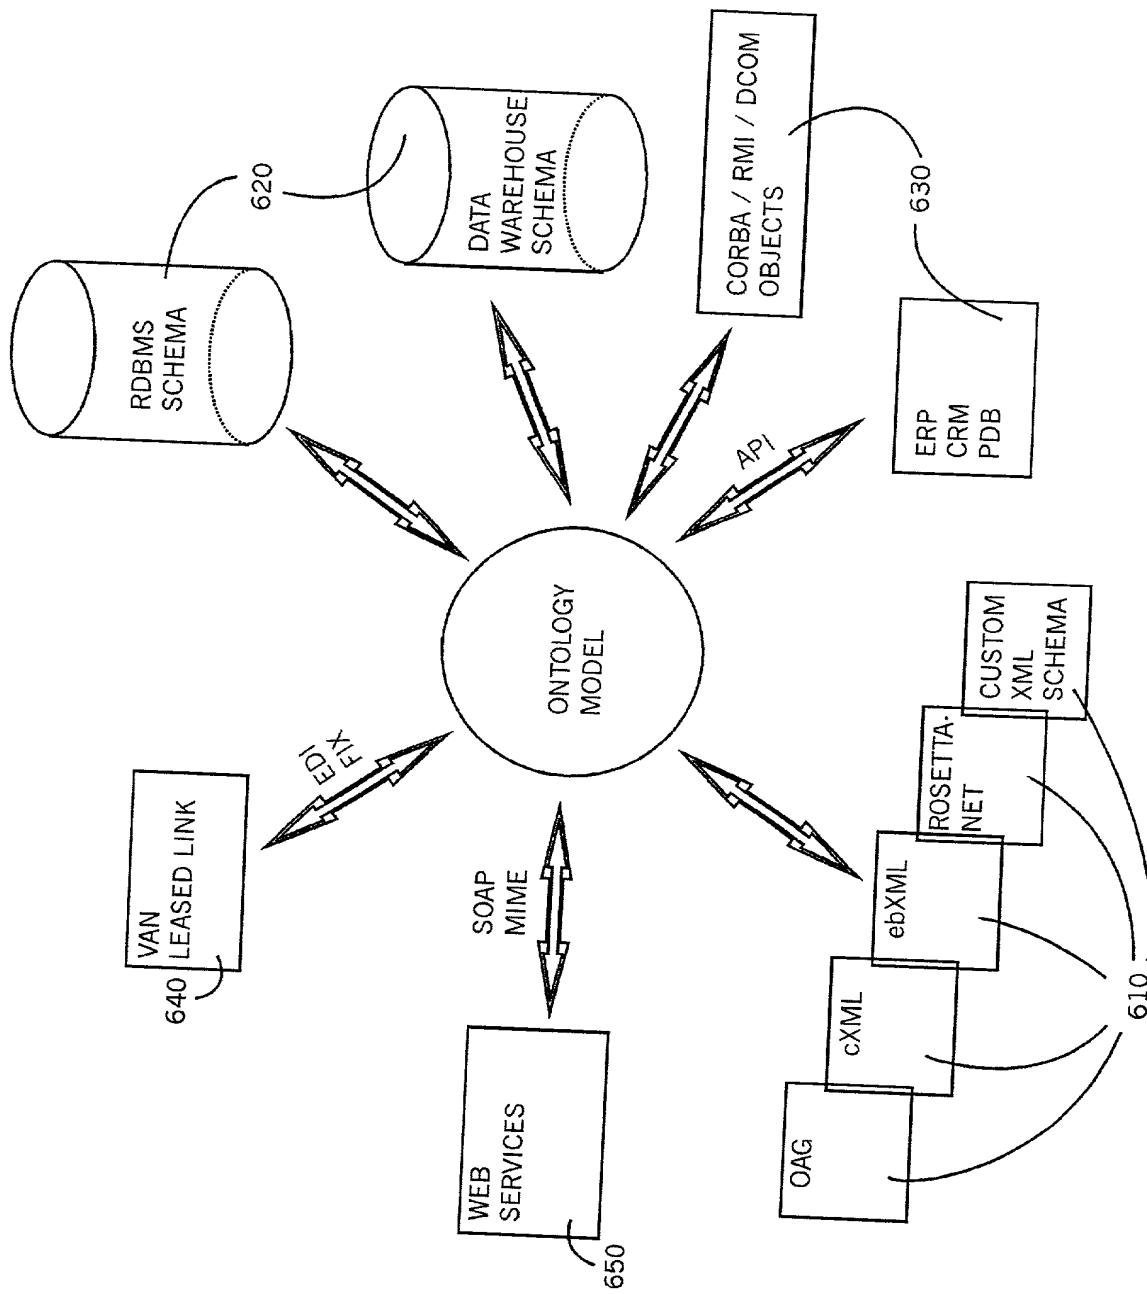 VAN
LEASED LINK
640
EDI
FIX
RDBMS
SCHEMA
620
DATA
WAREHOUSE
SCHEMA
WEB
SERVICES
650
SOAP
MIME
ONTOLOGY
MODEL
CORBA / RMI / DCOM
OBJECTS
630
API
ERP
CRM
PDB
OAG
cXML
ebXML
ROSETTA-
NET
CUSTOM
XML
SCHEMA
610